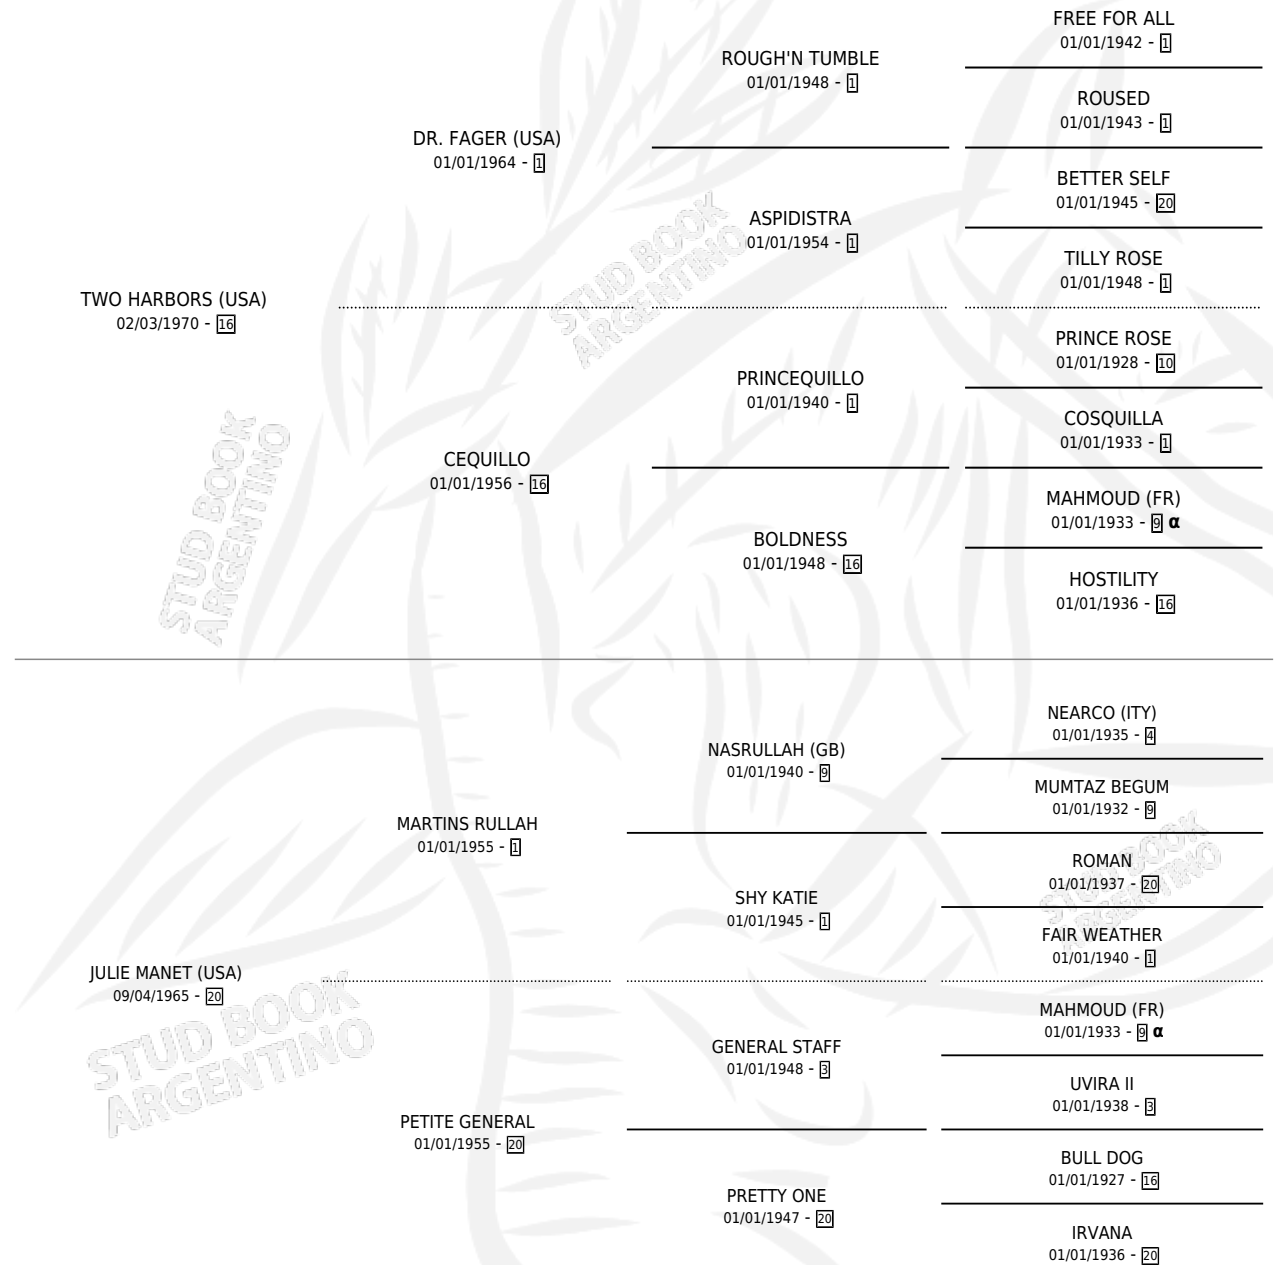 FREE FOR ALL
01/01/1942 - 1
ROUGH'N TUMBLE
01/01/1948 - 1
ROUSED
01/01/1943 - 1
DR. FAGER (USA)
01/01/1964 - 1
BETTER SELF
01/01/1945 - 20
ASPIDISTRA
01/01/1954 - 1
TILLY ROSE
01/01/1948 - 1
TWO HARBORS (USA)
02/03/1970 - 16
PRINCE ROSE
01/01/1928 - 10
PRINCEQUILLO
01/01/1940 - 1
COSQUILLA
01/01/1933 - 1
CEQUILLO
01/01/1956 - 16
MAHMOUD (FR)
01/01/1933 - 9 α
BOLDNESS
01/01/1948 - 16
HOSTILITY
01/01/1936 - 16
NEARCO (ITY)
01/01/1935 - 4
NASRULLAH (GB)
01/01/1940 - 9
MUMTAZ BEGUM
01/01/1932 - 9
MARTINS RULLAH
01/01/1955 - 1
ROMAN
01/01/1937 - 20
SHY KATIE
01/01/1945 - 1
FAIR WEATHER
01/01/1940 - 1
JULIE MANET (USA)
09/04/1965 - 20
MAHMOUD (FR)
01/01/1933 - 9 α
GENERAL STAFF
01/01/1948 - 3
UVIRA II
01/01/1938 - 3
PETITE GENERAL
01/01/1955 - 20
BULL DOG
01/01/1927 - 16
PRETTY ONE
01/01/1947 - 20
IRVANA
01/01/1936 - 20
STUD BOOK
ARGENTINO
STUD BOOK
ARGENTINO
STUD BOOK
ARGENTINO
STUD BOOK
ARGENTINO